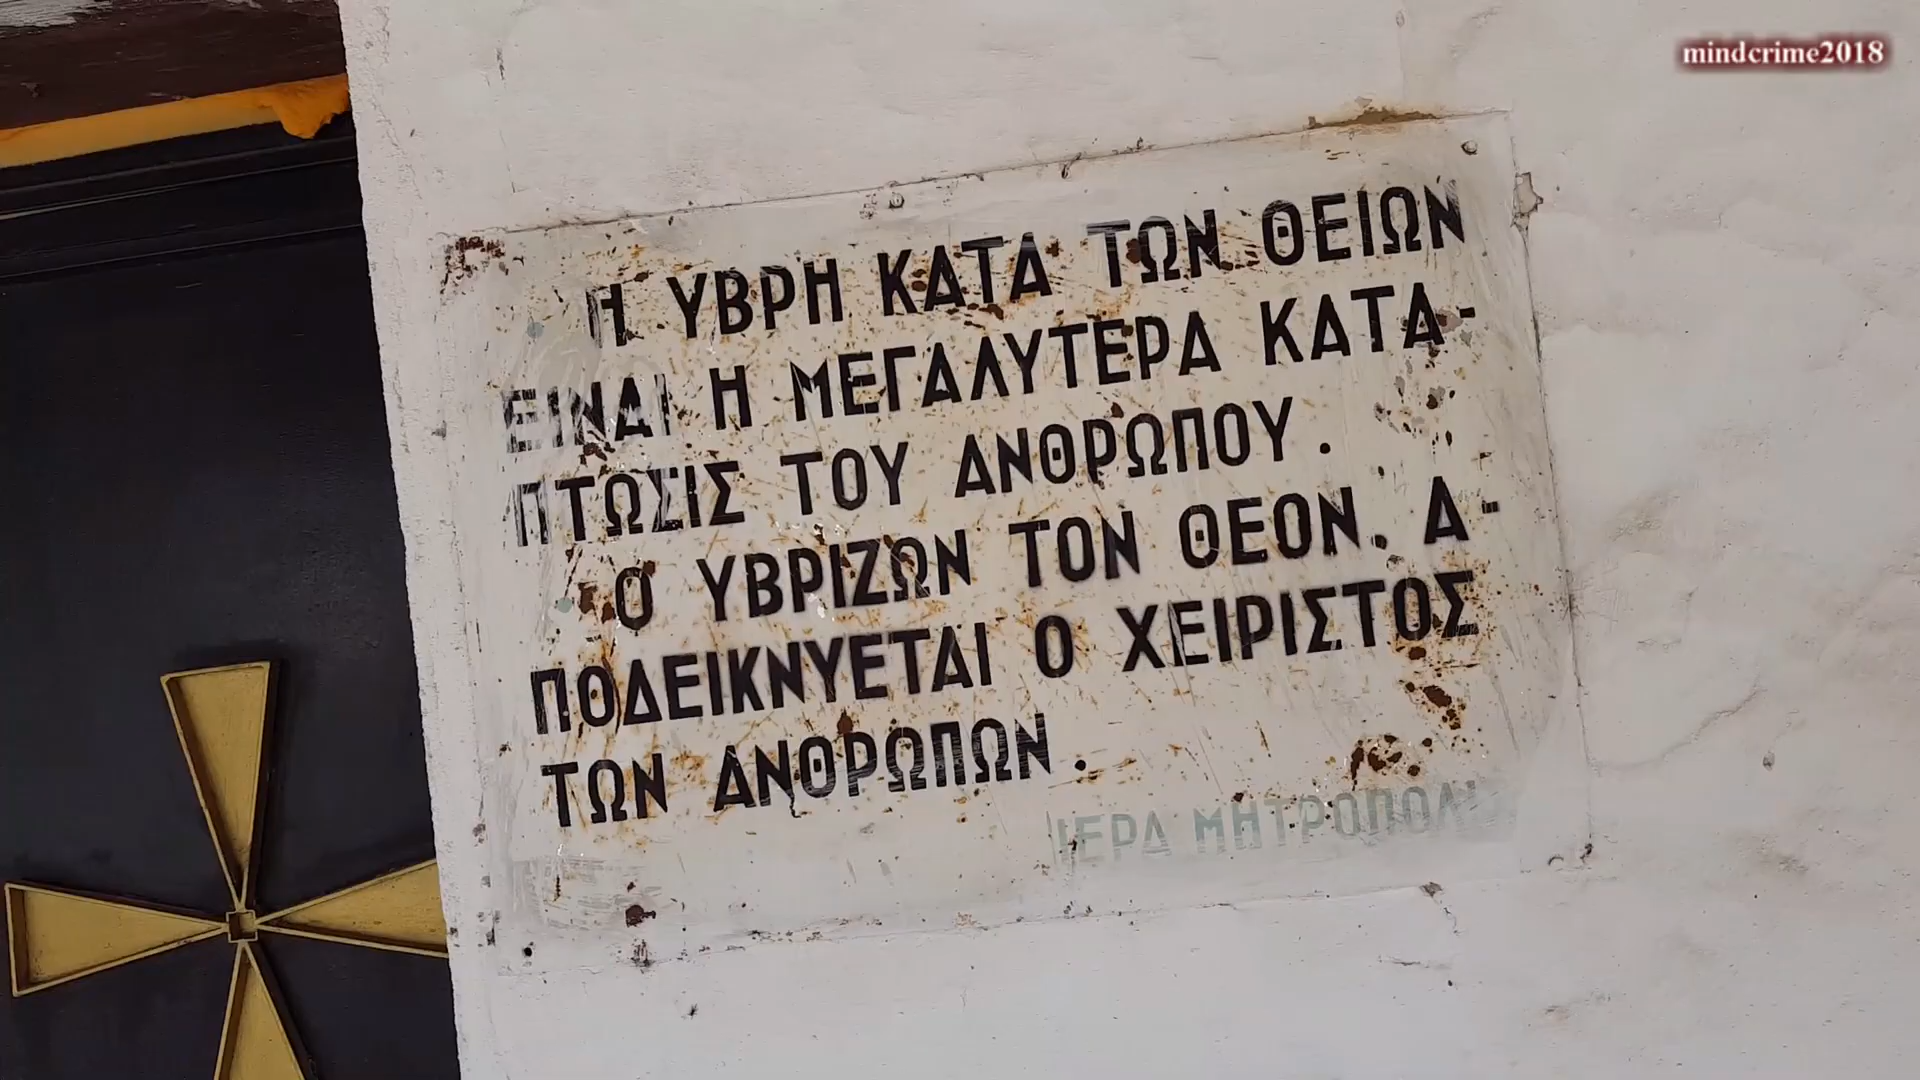 mindcrime2018
Η ΥΒΡΗ ΚΑΤΑ ΤΩΝ ΘΕΙΩΝ
ΕΙΝΑΙ Η ΜΕΓΑΛΥΤΕΡΑ ΚΑΤΑ-
ΠΤΩΣΙΣ ΤΟΥ ΑΝΘΡΩΠΟΥ.
Ο ΥΒΡΙΖΩΝ ΤΟΝ ΘΕΟΝ. Α-
ΠΟΔΕΙΚΝΥΕΤΑΙ Ο ΧΕΙΡΙΣΤΟΣ
ΤΩΝ ΑΝΘΡΩΠΩΝ.
ΙΕΡΑ ΜΗΤΡΟΠΟΛΙΣ